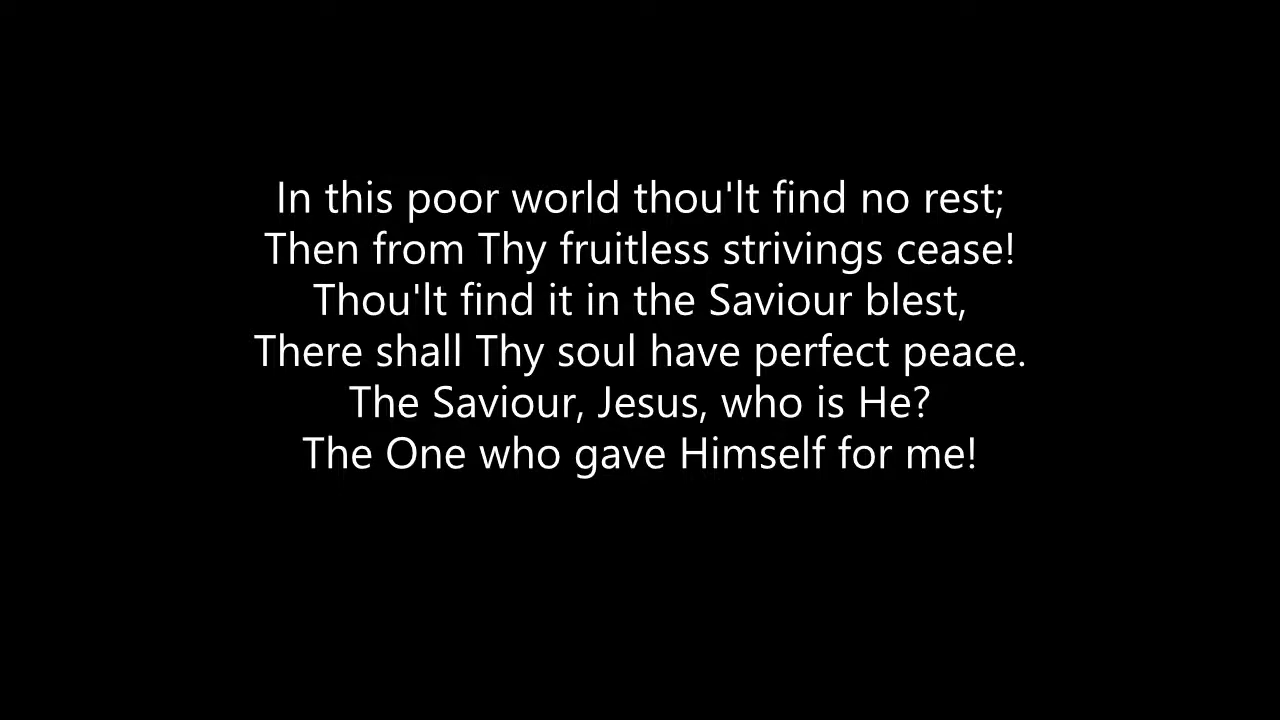 In this poor world thou'lt find no rest;
Then from Thy fruitless strivings cease!
Thou'lt find it in the Saviour blest,
There shall Thy soul have perfect peace.
The Saviour, Jesus, who is He?
The One who gave Himself for me!